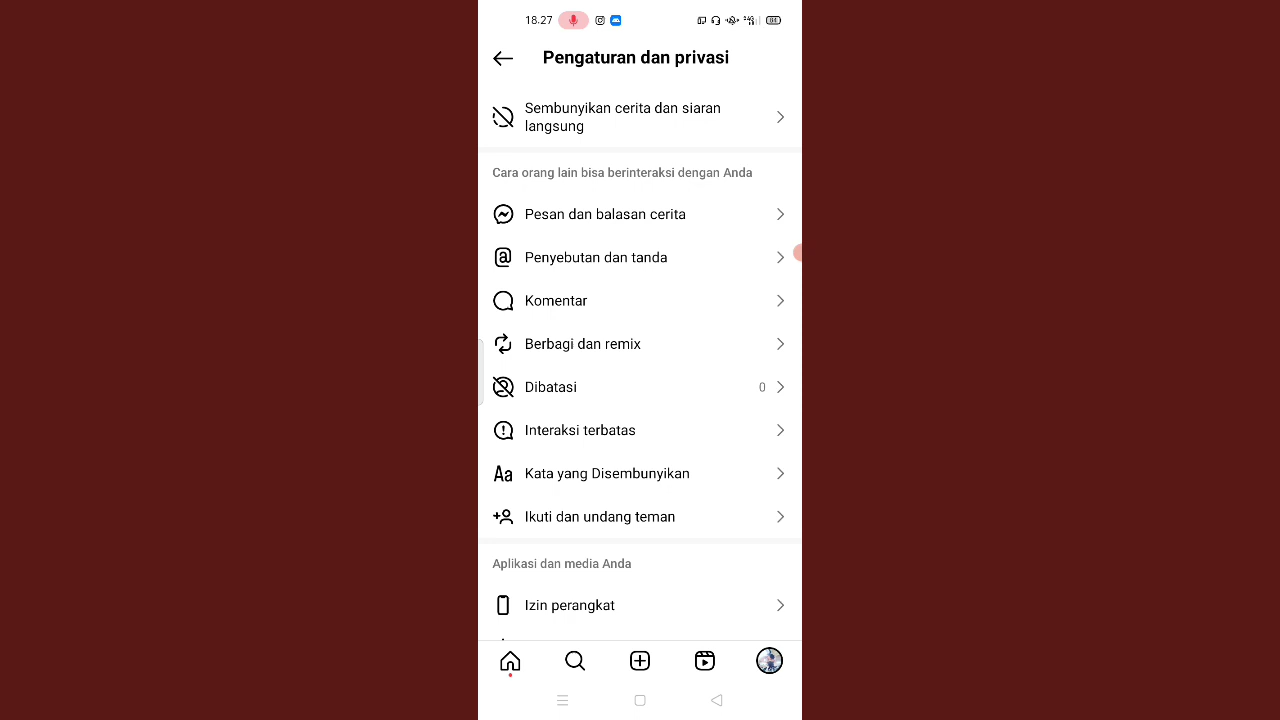 18.27
84
Pengaturan dan privasi
Sembunyikan cerita dan siaran
langsung
Cara orang lain bisa berinteraksi dengan Anda
Pesan dan balasan cerita
Penyebutan dan tanda
Komentar
Berbagi dan remix
Dibatasi 0
Interaksi terbatas
Aa Kata yang Disembunyikan
Ikuti dan undang teman
Aplikasi dan media Anda
Izin perangkat